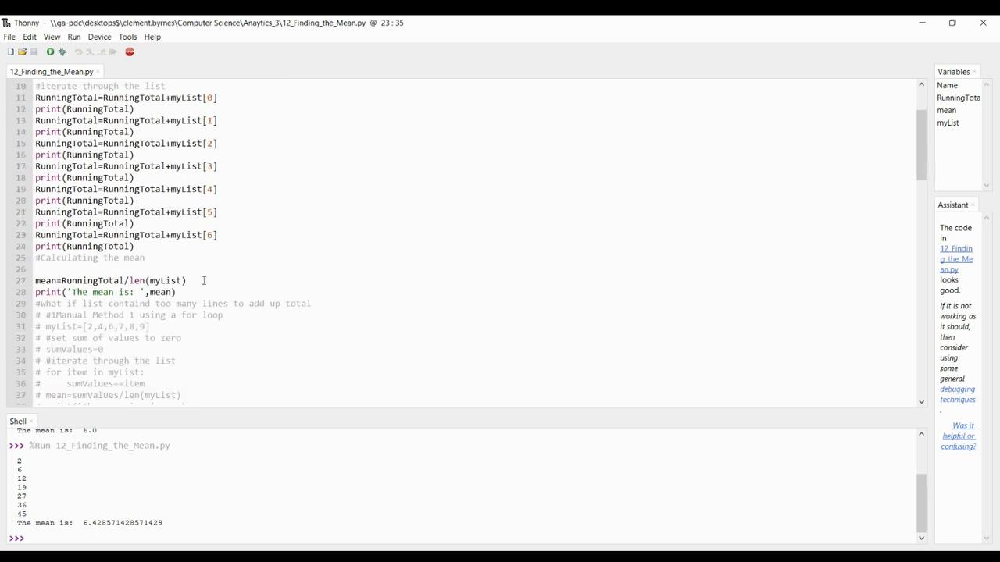 Thonny - \\ga-pdc\desktops$\clement.byrnes\Computer Science\Anaytics_3\12_Finding_the_Mean.py @ 23 : 35
File Edit View Run Device Tools Help
12_Finding_the_Mean.py
10 #iterate through the list
11 RunningTotal=RunningTotal+myList[0]
12 print(RunningTotal)
13 RunningTotal=RunningTotal+myList[1]
14 print(RunningTotal)
15 RunningTotal=RunningTotal+myList[2]
16 print(RunningTotal)
17 RunningTotal=RunningTotal+myList[3]
18 print(RunningTotal)
19 RunningTotal=RunningTotal+myList[4]
20 print(RunningTotal)
21 RunningTotal=RunningTotal+myList[5]
22 print(RunningTotal)
23 RunningTotal=RunningTotal+myList[6]
24 print(RunningTotal)
25 #Calculating the mean
26
27 mean=RunningTotal/len(myList)
28 print('The mean is: ',mean)
29 #What if list containd too many lines to add up total
30 # #1Manual Method 1 using a for loop
31 # myList=[2,4,6,7,8,9]
32 # #set sum of values to zero
33 # sumValues=0
34 # #iterate through the list
35 # for item in myList:
36 #     sumValues+=item
37 # mean=sumValues/len(myList)
Shell
The mean is:  6.0
>>> %Run 12_Finding_the_Mean.py
2
6
12
19
27
36
45
The mean is:  6.428571428571429
>>>
Variables
Name
RunningTota
mean
myList
Assistant
The code
in
12_Findin
g_the_Me
an.py
looks
good.
If it is not
working as
it should,
then
consider
using
some
general
debugging
techniques
.
Was it
helpful or
confusing?